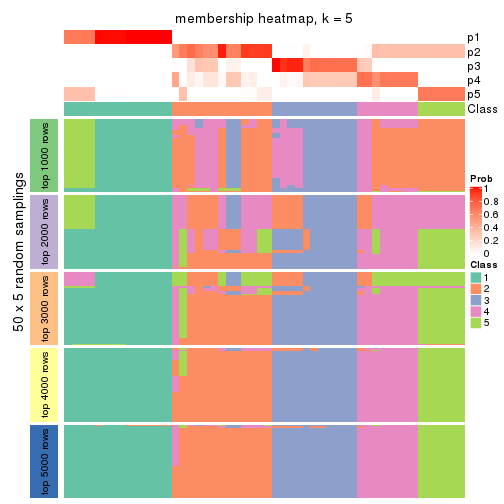 membership heatmap, k = 5
p1
p2
p3
p4
p5
Class
50 x 5 random samplings
top 1000 rows
top 2000 rows
top 3000 rows
top 4000 rows
top 5000 rows
Prob
1
0.8
0.6
0.4
0.2
0
Class
1
2
3
4
5